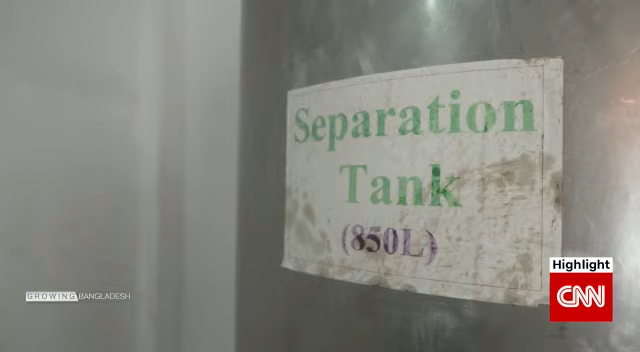 Separation
Tank
(850L)
GROWING BANGLADESH
Highlight
CNN